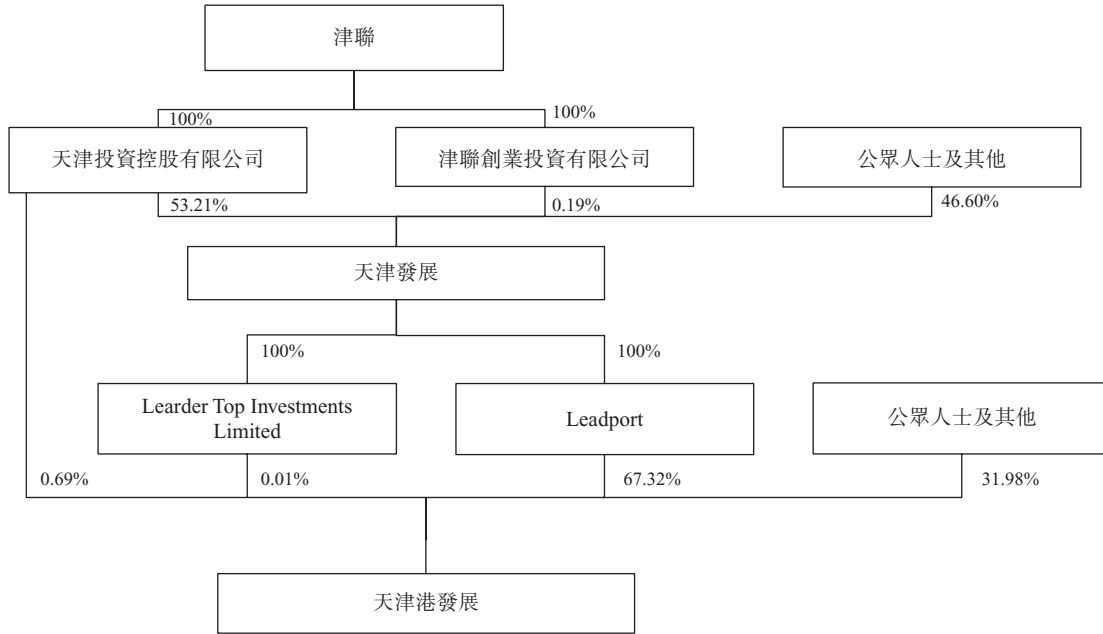 津聯
100%
100%
天津投資控股有限公司
津聯創業投資有限公司
公眾人士及其他
53.21%
0.19%
46.60%
天津發展
100%
100%
Learder Top Investments
Limited
Leadport
公眾人士及其他
0.69%
0.01%
67.32%
31.98%
天津港發展